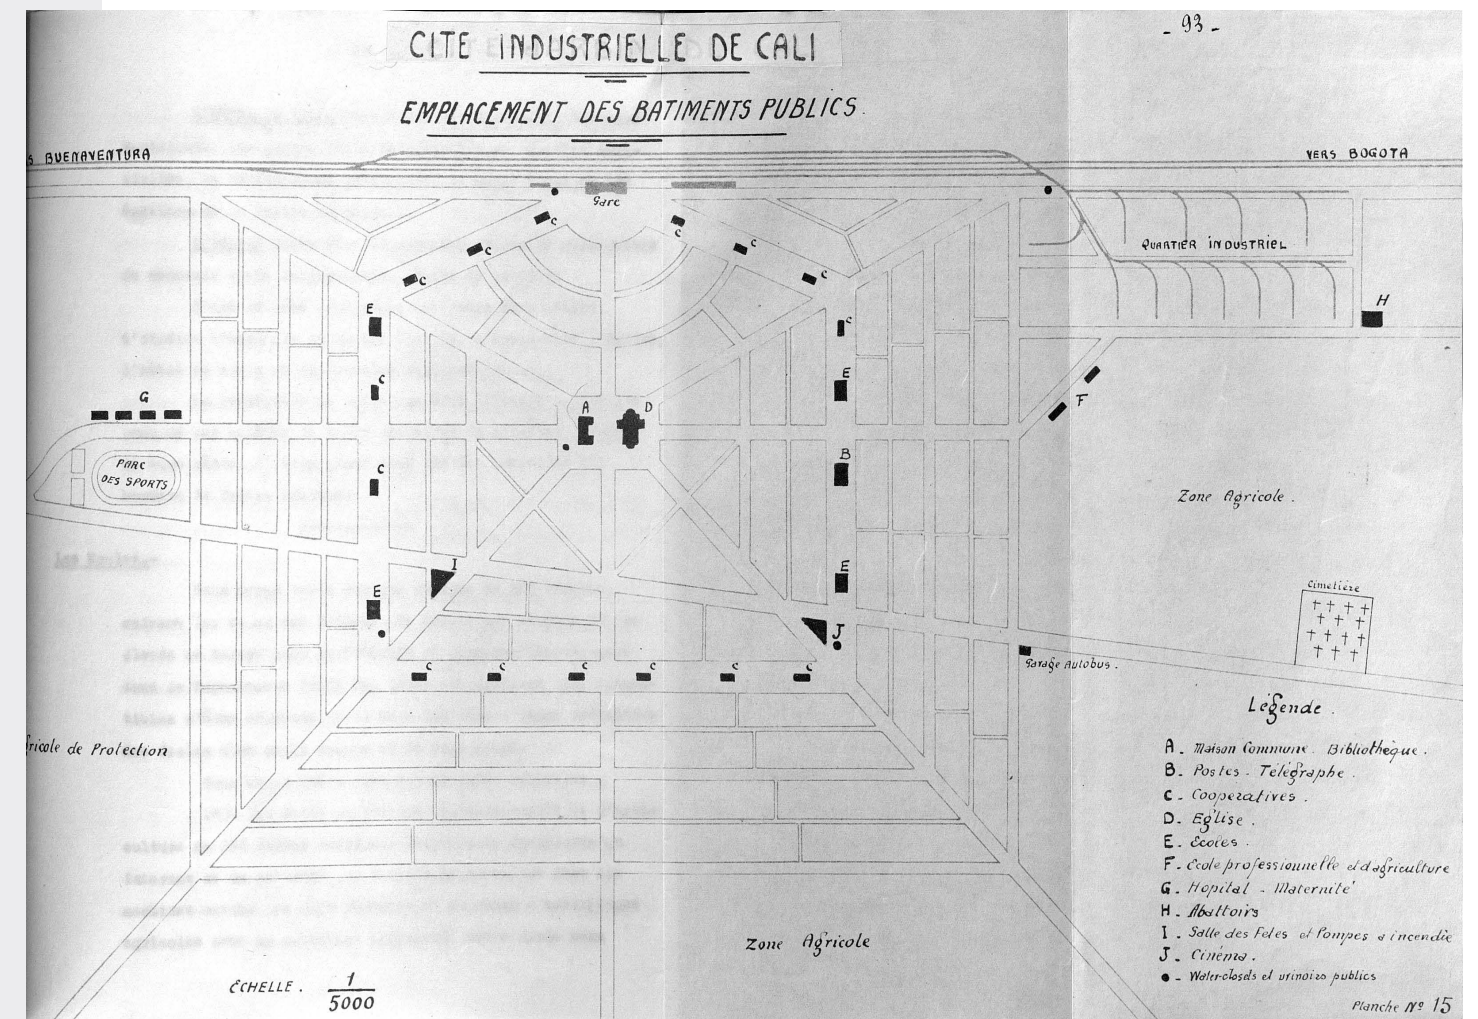 - 93 -
CITE INDUSTRIELLE DE CALI
EMPLACEMENT DES BATIMENTS PUBLICS.
S BUENAVENTURA
VERS BOGOTA
Gare
C
C
C
C
C
C
QUARTIER INDUSTRIEL
E
C
H
C
E
F
G
A
D
B
C
PARC
DES SPORTS
Zone Agricole.
I
E
E
J
Cimetière
Garage Autobus.
C
C
C
C
C
C
ricole de Protection
Légende.
A - Maison Commune. Bibliothèque.
B - Postes - Télégraphe.
C - Cooperatives.
D - Eglise.
E - Ecoles.
F - Ecole professionnelle et d'agriculture
G - Hopital - Maternité
H - Abattoirs
I - Salle des Fetes et Pompes a incendie
J - Cinéma.
● - Water-closets et urinoirs publics
Zone Agricole
ECHELLE. 1/5000
Planche Nº 15